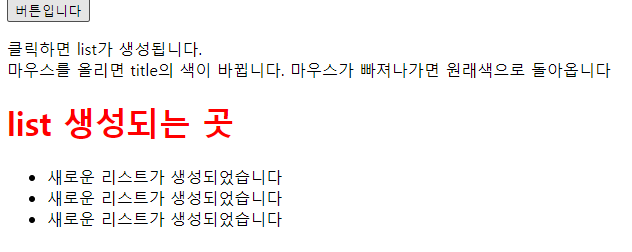 버튼입니다
클릭하면 list가 생성됩니다.
마우스를 올리면 title의 색이 바뀝니다. 마우스가 빠져나가면 원래색으로 돌아옵니다
list 생성되는 곳
새로운 리스트가 생성되었습니다
새로운 리스트가 생성되었습니다
새로운 리스트가 생성되었습니다